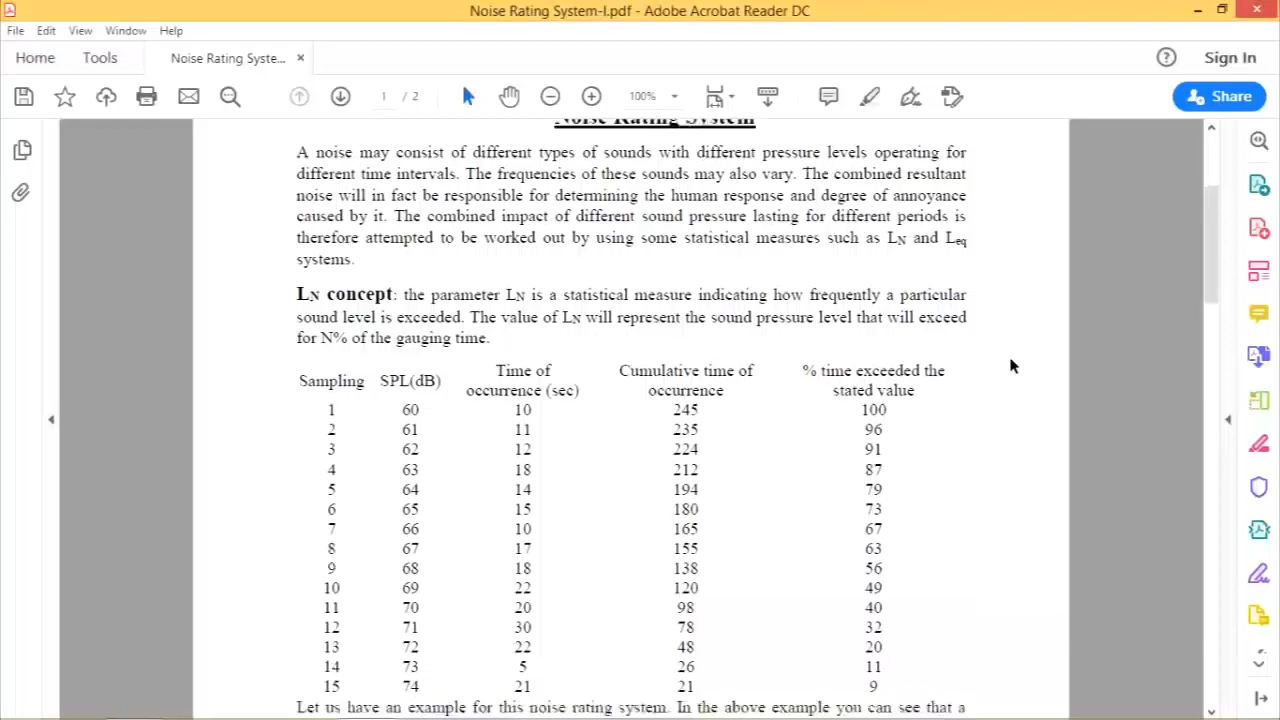 Noise Rating System-I.pdf - Adobe Acrobat Reader DC
File Edit View Window Help
Home Tools Noise Rating Syste... Sign In
1 / 2 100% Share
Noise Rating System
A noise may consist of different types of sounds with different pressure levels operating for
different time intervals. The frequencies of these sounds may also vary. The combined resultant
noise will in fact be responsible for determining the human response and degree of annoyance
caused by it. The combined impact of different sound pressure lasting for different periods is
therefore attempted to be worked out by using some statistical measures such as LN and Leq
systems.
LN concept: the parameter LN is a statistical measure indicating how frequently a particular
sound level is exceeded. The value of LN will represent the sound pressure level that will exceed
for N% of the gauging time.
Sampling SPL(dB) Time of occurrence (sec) Cumulative time of occurrence % time exceeded the stated value
1 60 10 245 100
2 61 11 235 96
3 62 12 224 91
4 63 18 212 87
5 64 14 194 79
6 65 15 180 73
7 66 10 165 67
8 67 17 155 63
9 68 18 138 56
10 69 22 120 49
11 70 20 98 40
12 71 30 78 32
13 72 22 48 20
14 73 5 26 11
15 74 21 21 9
Let us have an example for this noise rating system. In the above example you can see that a